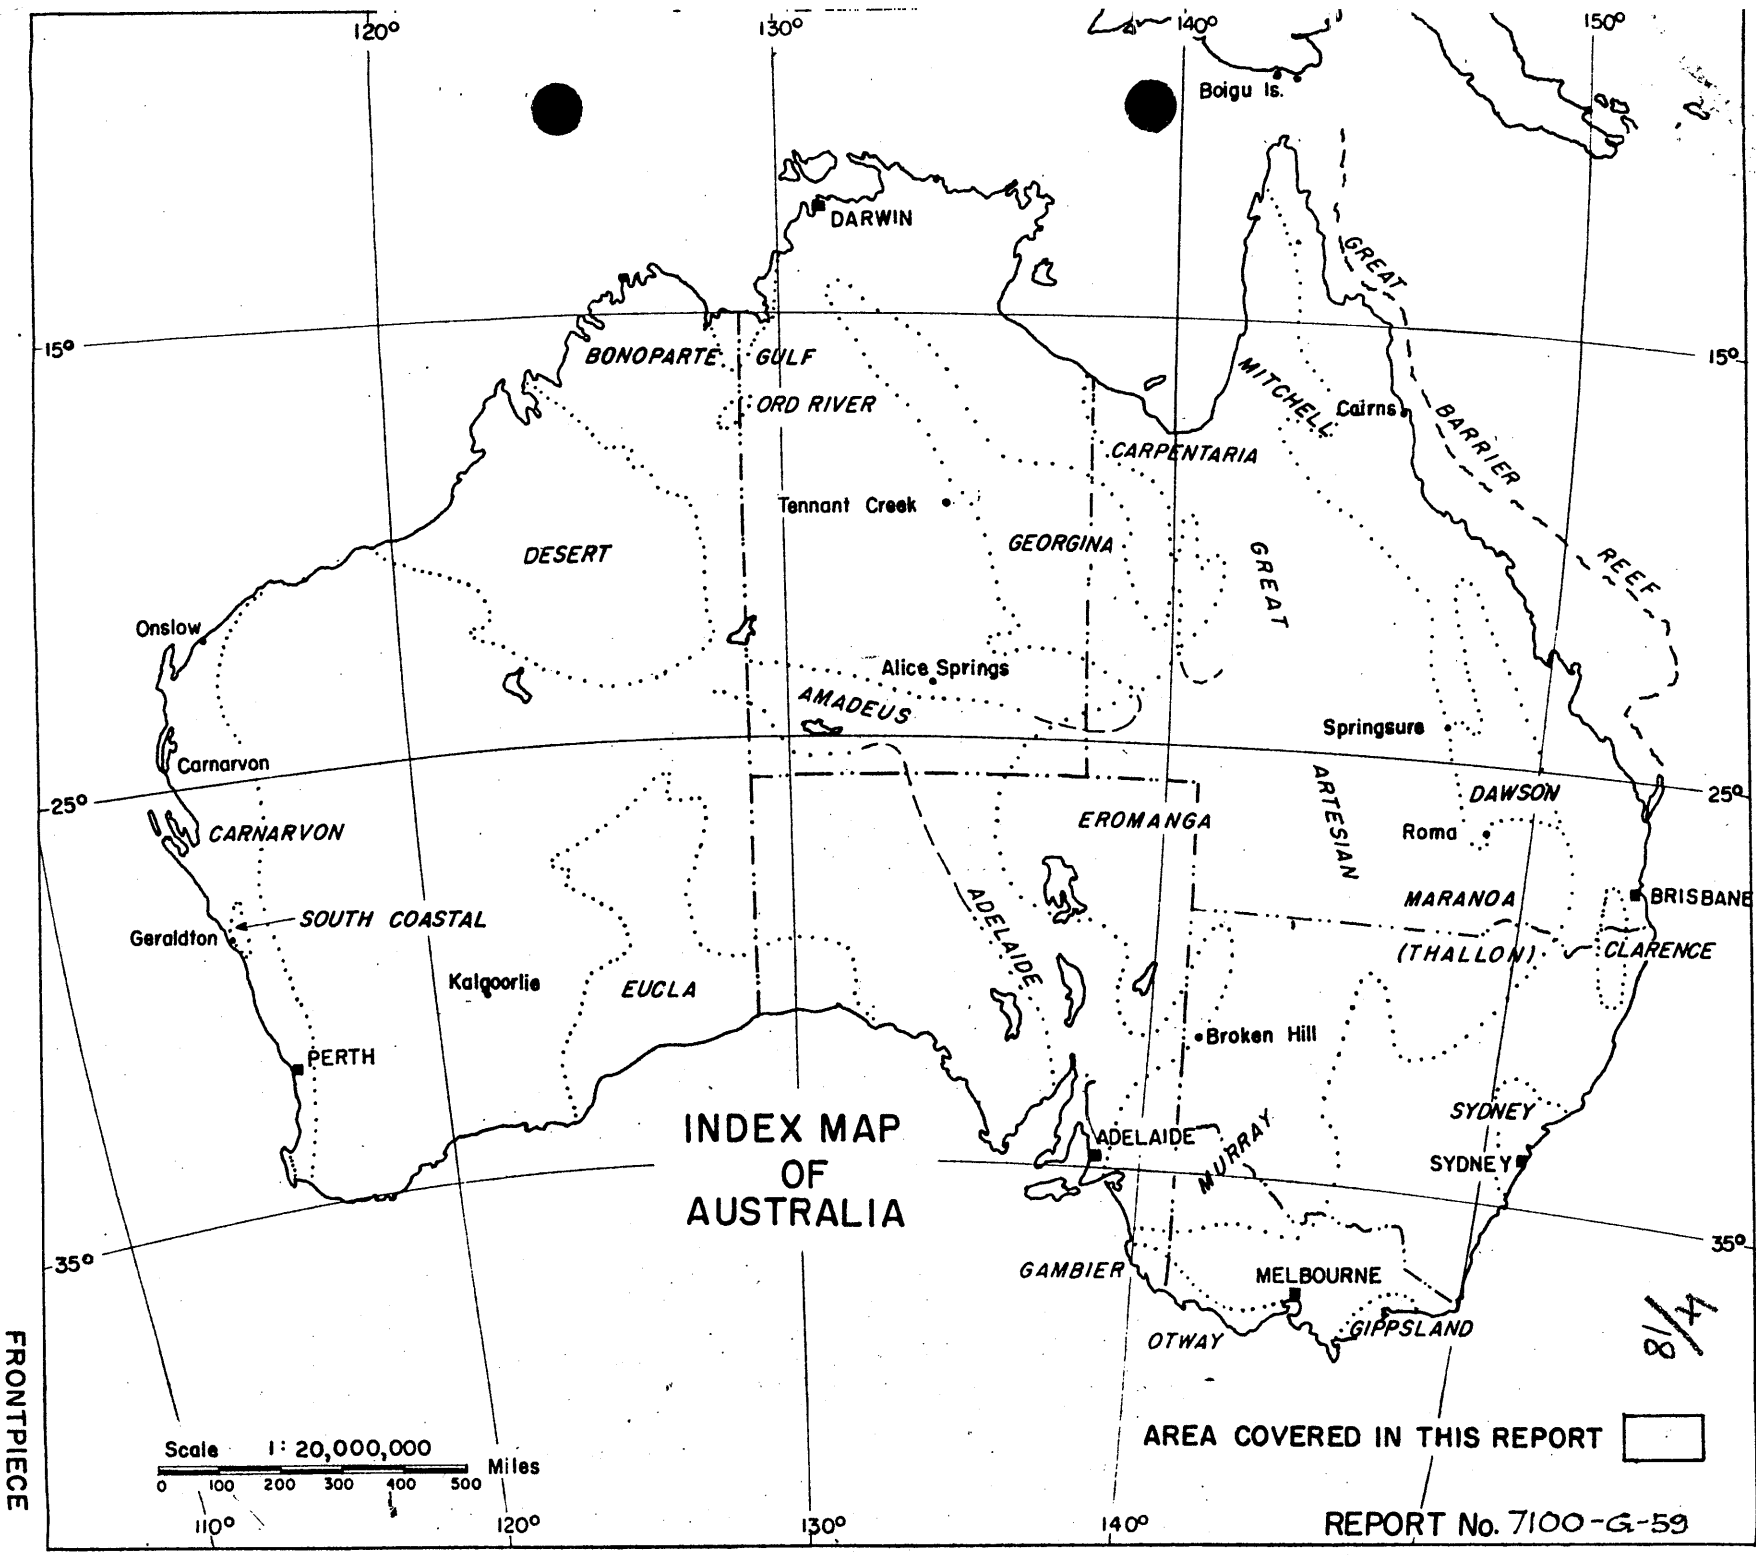 120°
130°
140°
150°
Boigu Is.
DARWIN
GREAT
15°
BONOPARTE GULF
15°
ORD RIVER
MITCHELL
Cairns
BARRIER
CARPENTARIA
Tennant Creek
DESERT
GEORGINA
GREAT
REEF
Onslow
Alice Springs
AMADEUS
Springsure
Carnarvon
ARTESIAN
25°
DAWSON
25°
CARNARVON
EROMANGA
Roma
MARANOA
BRISBANE
SOUTH COASTAL
ADELAIDE
Geraldton
(THALLON)
CLARENCE
Kalgoorlie
EUCLA
Broken Hill
PERTH
SYDNEY
INDEX MAP
OF
AUSTRALIA
ADELAIDE
MURRAY
SYDNEY
35°
35°
GAMBIER
MELBOURNE
OTWAY
GIPPSLAND
FRONTPIECE
AREA COVERED IN THIS REPORT
Scale 1: 20,000,000
Miles
0 100 200 300 400 500
110°
120°
130°
140°
REPORT No. 7100-G-59